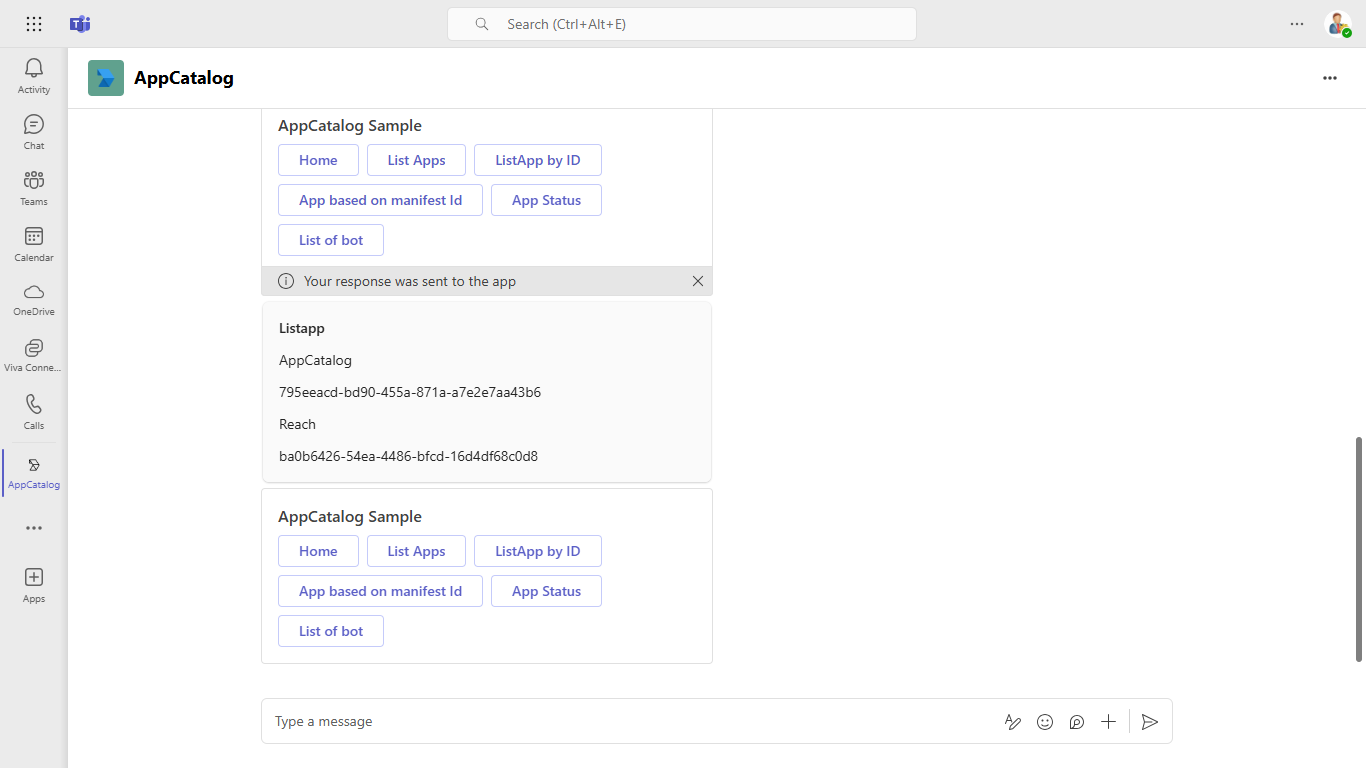 Search (Ctrl+Alt+E)
Activity
Chat
Teams
Calendar
OneDrive
Viva Conne...
Calls
AppCatalog
Apps
AppCatalog
AppCatalog Sample
Home List Apps ListApp by ID
App based on manifest Id App Status
List of bot
Your response was sent to the app
Listapp
AppCatalog
795eeacd-bd90-455a-871a-a7e2e7aa43b6
Reach
ba0b6426-54ea-4486-bfcd-16d4df68c0d8
AppCatalog Sample
Home List Apps ListApp by ID
App based on manifest Id App Status
List of bot
Type a message